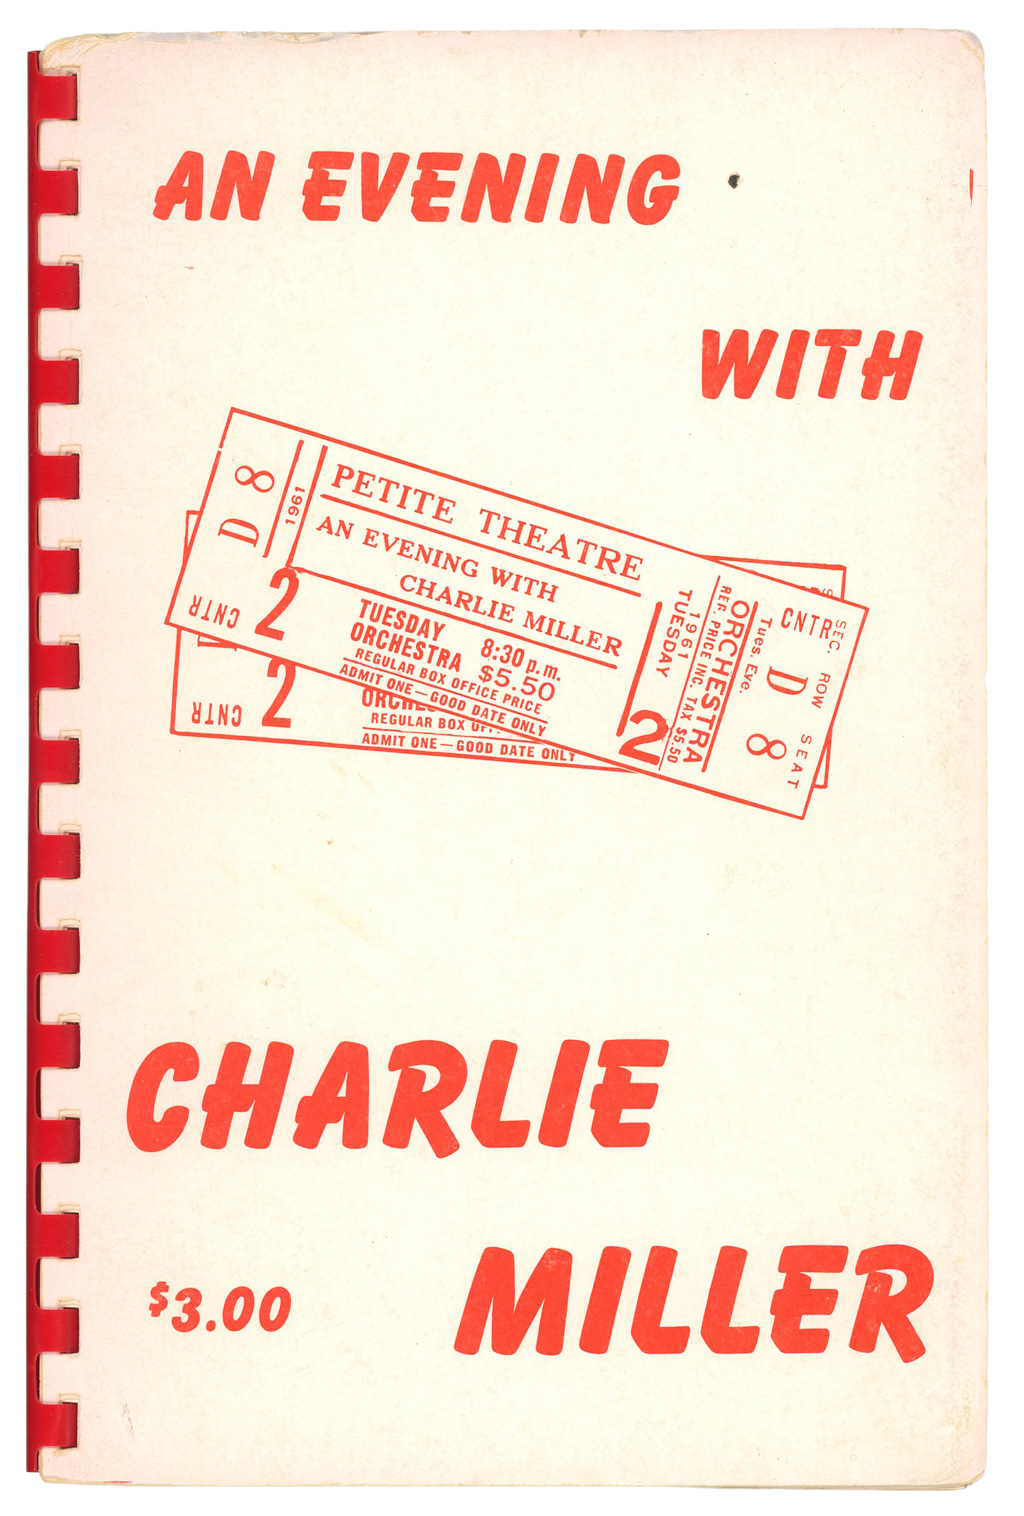 AN EVENING
WITH
D 8
CNTR
1961
2
PETITE THEATRE
AN EVENING WITH
CHARLIE MILLER
TUESDAY 8:30 p.m.
ORCHESTRA $5.50
REGULAR BOX OFFICE PRICE
ADMIT ONE—GOOD DATE ONLY
2
TUESDAY
1961
REF. PRICE INC. TAX $5.50
ORCHESTRA
Tues. Eve.
CNTR D 8
SEC. ROW SEAT
CNTR
2
REGULAR BOX
ADMIT ONE—GOOD DATE ONLY
CHARLIE
MILLER
$3.00